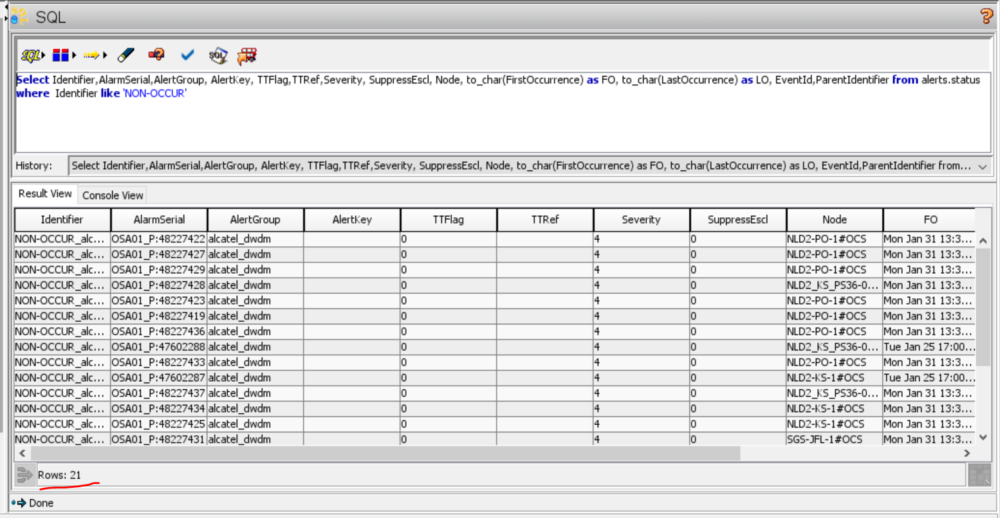 SQL
Select Identifier,AlarmSerial,AlertGroup, AlertKey, TTFlag,TTRef,Severity, SuppressEscl, Node, to_char(FirstOccurrence) as FO, to_char(LastOccurrence) as LO, EventId,ParentIdentifier from alerts.status
where Identifier like 'NON-OCCUR'
History: Select Identifier,AlarmSerial,AlertGroup, AlertKey, TTFlag,TTRef,Severity, SuppressEscl, Node, to_char(FirstOccurrence) as FO, to_char(LastOccurrence) as LO, EventId,ParentIdentifier from...
Result View Console View
Identifier AlarmSerial AlertGroup AlertKey TTFlag TTRef Severity SuppressEscl Node FO
NON-OCCUR_alc... OSA01_P:48227422 alcatel_dwdm 0 4 0 NLD2-PO-1#OCS Mon Jan 31 13:3...
NON-OCCUR_alc... OSA01_P:48227427 alcatel_dwdm 0 4 0 NLD2-PO-1#OCS Mon Jan 31 13:3...
NON-OCCUR_alc... OSA01_P:48227429 alcatel_dwdm 0 4 0 NLD2-PO-1#OCS Mon Jan 31 13:3...
NON-OCCUR_alc... OSA01_P:48227428 alcatel_dwdm 0 4 0 NLD2_KS_PS36-0... Mon Jan 31 13:3...
NON-OCCUR_alc... OSA01_P:48227423 alcatel_dwdm 0 4 0 NLD2-PO-1#OCS Mon Jan 31 13:3...
NON-OCCUR_alc... OSA01_P:48227419 alcatel_dwdm 0 4 0 NLD2-PO-1#OCS Mon Jan 31 13:3...
NON-OCCUR_alc... OSA01_P:48227436 alcatel_dwdm 0 4 0 NLD2-PO-1#OCS Mon Jan 31 13:3...
NON-OCCUR_alc... OSA01_P:47602288 alcatel_dwdm 0 4 0 NLD2_KS_PS36-0... Tue Jan 25 17:00...
NON-OCCUR_alc... OSA01_P:48227433 alcatel_dwdm 0 4 0 NLD2-PO-1#OCS Mon Jan 31 13:3...
NON-OCCUR_alc... OSA01_P:47602287 alcatel_dwdm 0 4 0 NLD2-KS-1#OCS Tue Jan 25 17:00...
NON-OCCUR_alc... OSA01_P:48227437 alcatel_dwdm 0 4 0 NLD2_KS_PS36-0... Mon Jan 31 13:3...
NON-OCCUR_alc... OSA01_P:48227434 alcatel_dwdm 0 4 0 NLD2-KS-1#OCS Mon Jan 31 13:3...
NON-OCCUR_alc... OSA01_P:48227425 alcatel_dwdm 0 4 0 NLD2-KS-1#OCS Mon Jan 31 13:3...
NON-OCCUR_alc... OSA01_P:48227431 alcatel_dwdm 0 4 0 SGS-JFL-1#OCS Mon Jan 31 13:3...
Rows: 21
Done